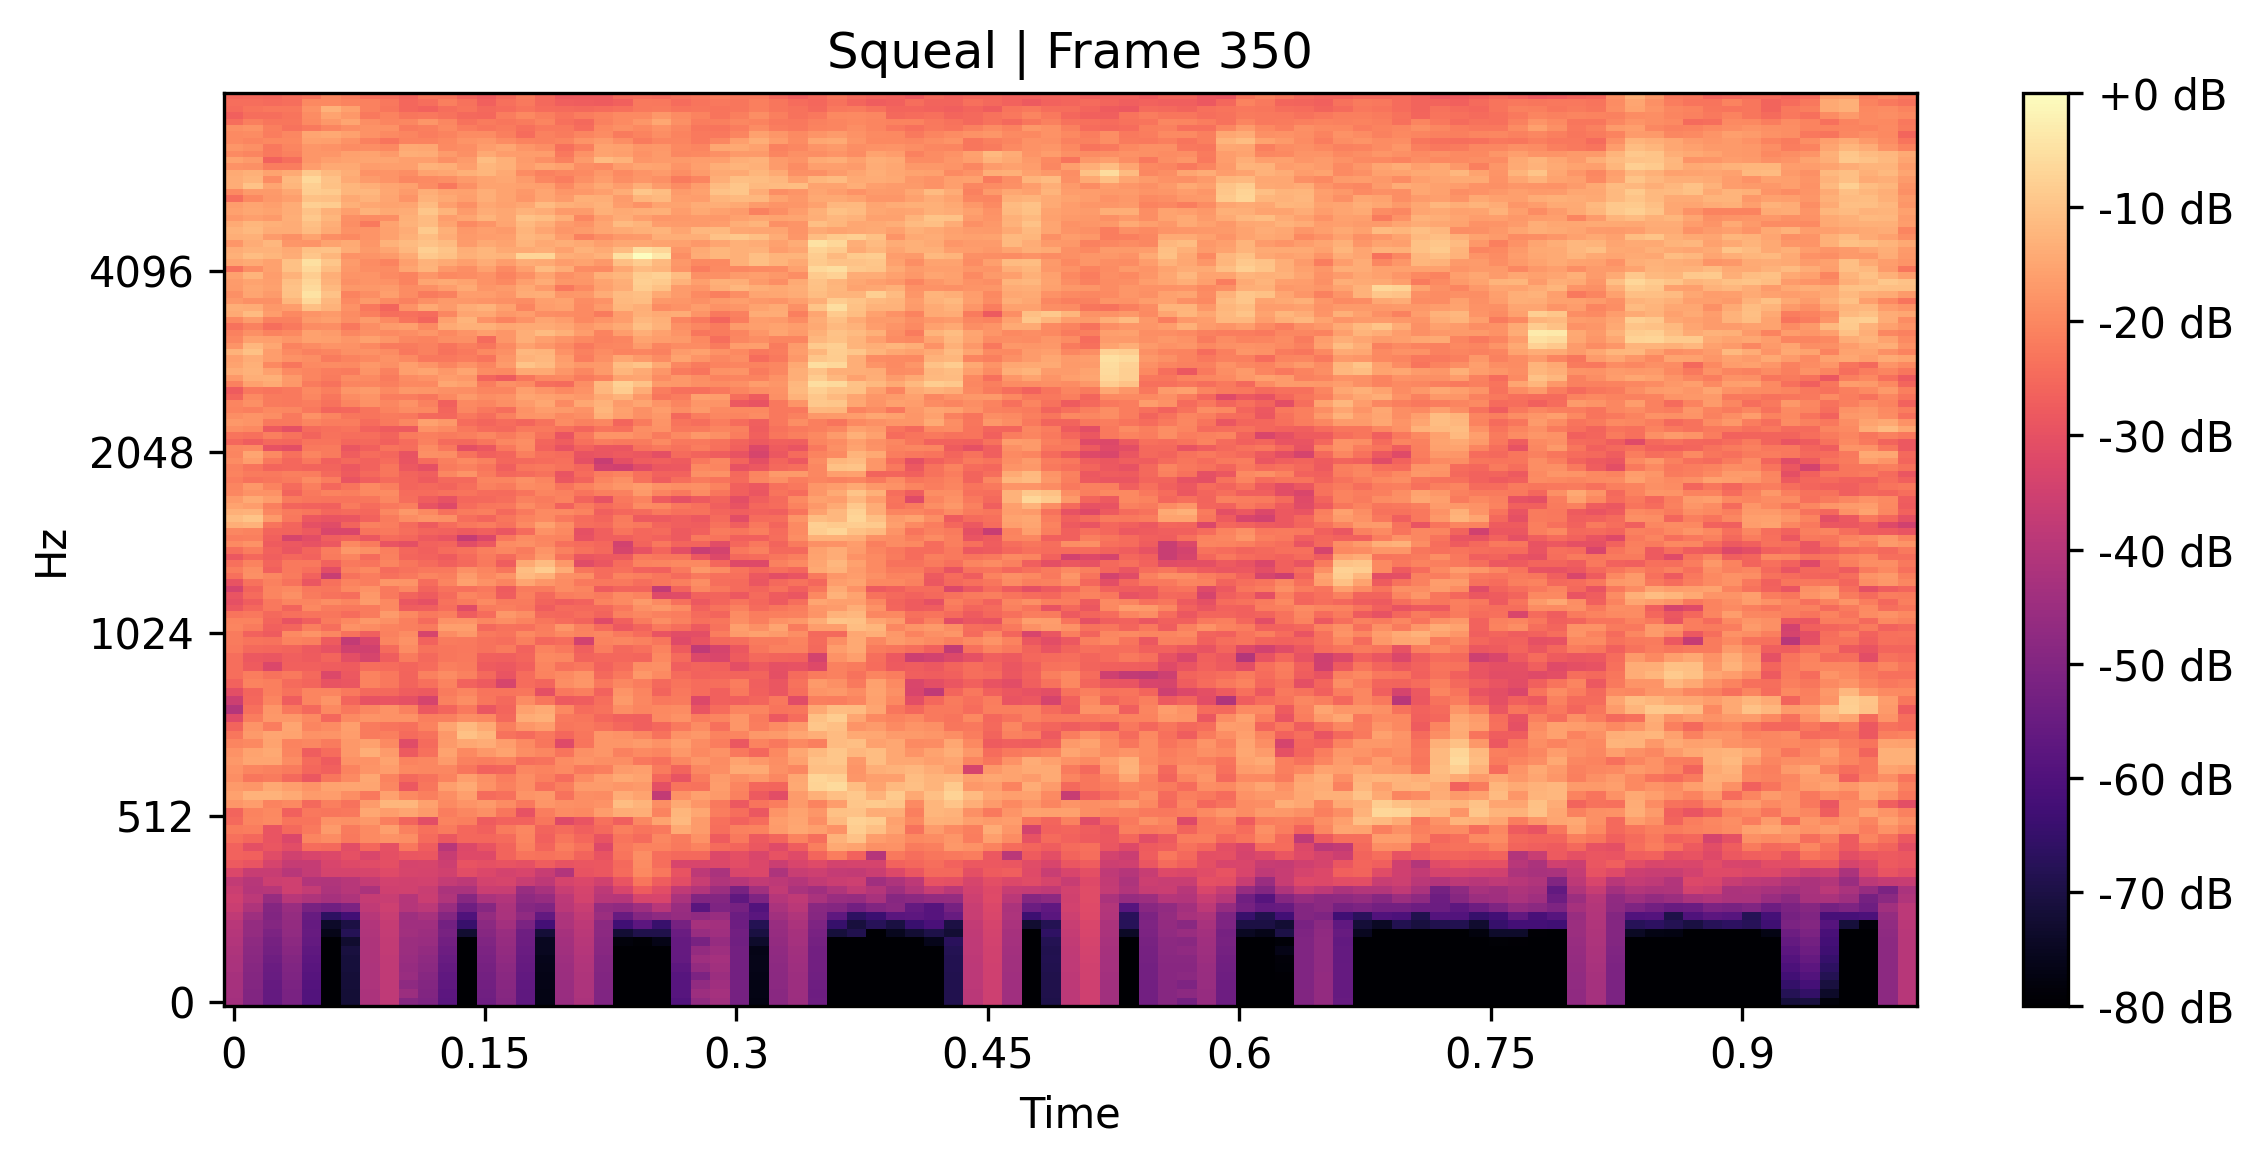 Squeal | Frame 350
Hz
4096
2048
1024
512
0
0 0.15 0.3 0.45 0.6 0.75 0.9
Time
+0 dB
-10 dB
-20 dB
-30 dB
-40 dB
-50 dB
-60 dB
-70 dB
-80 dB